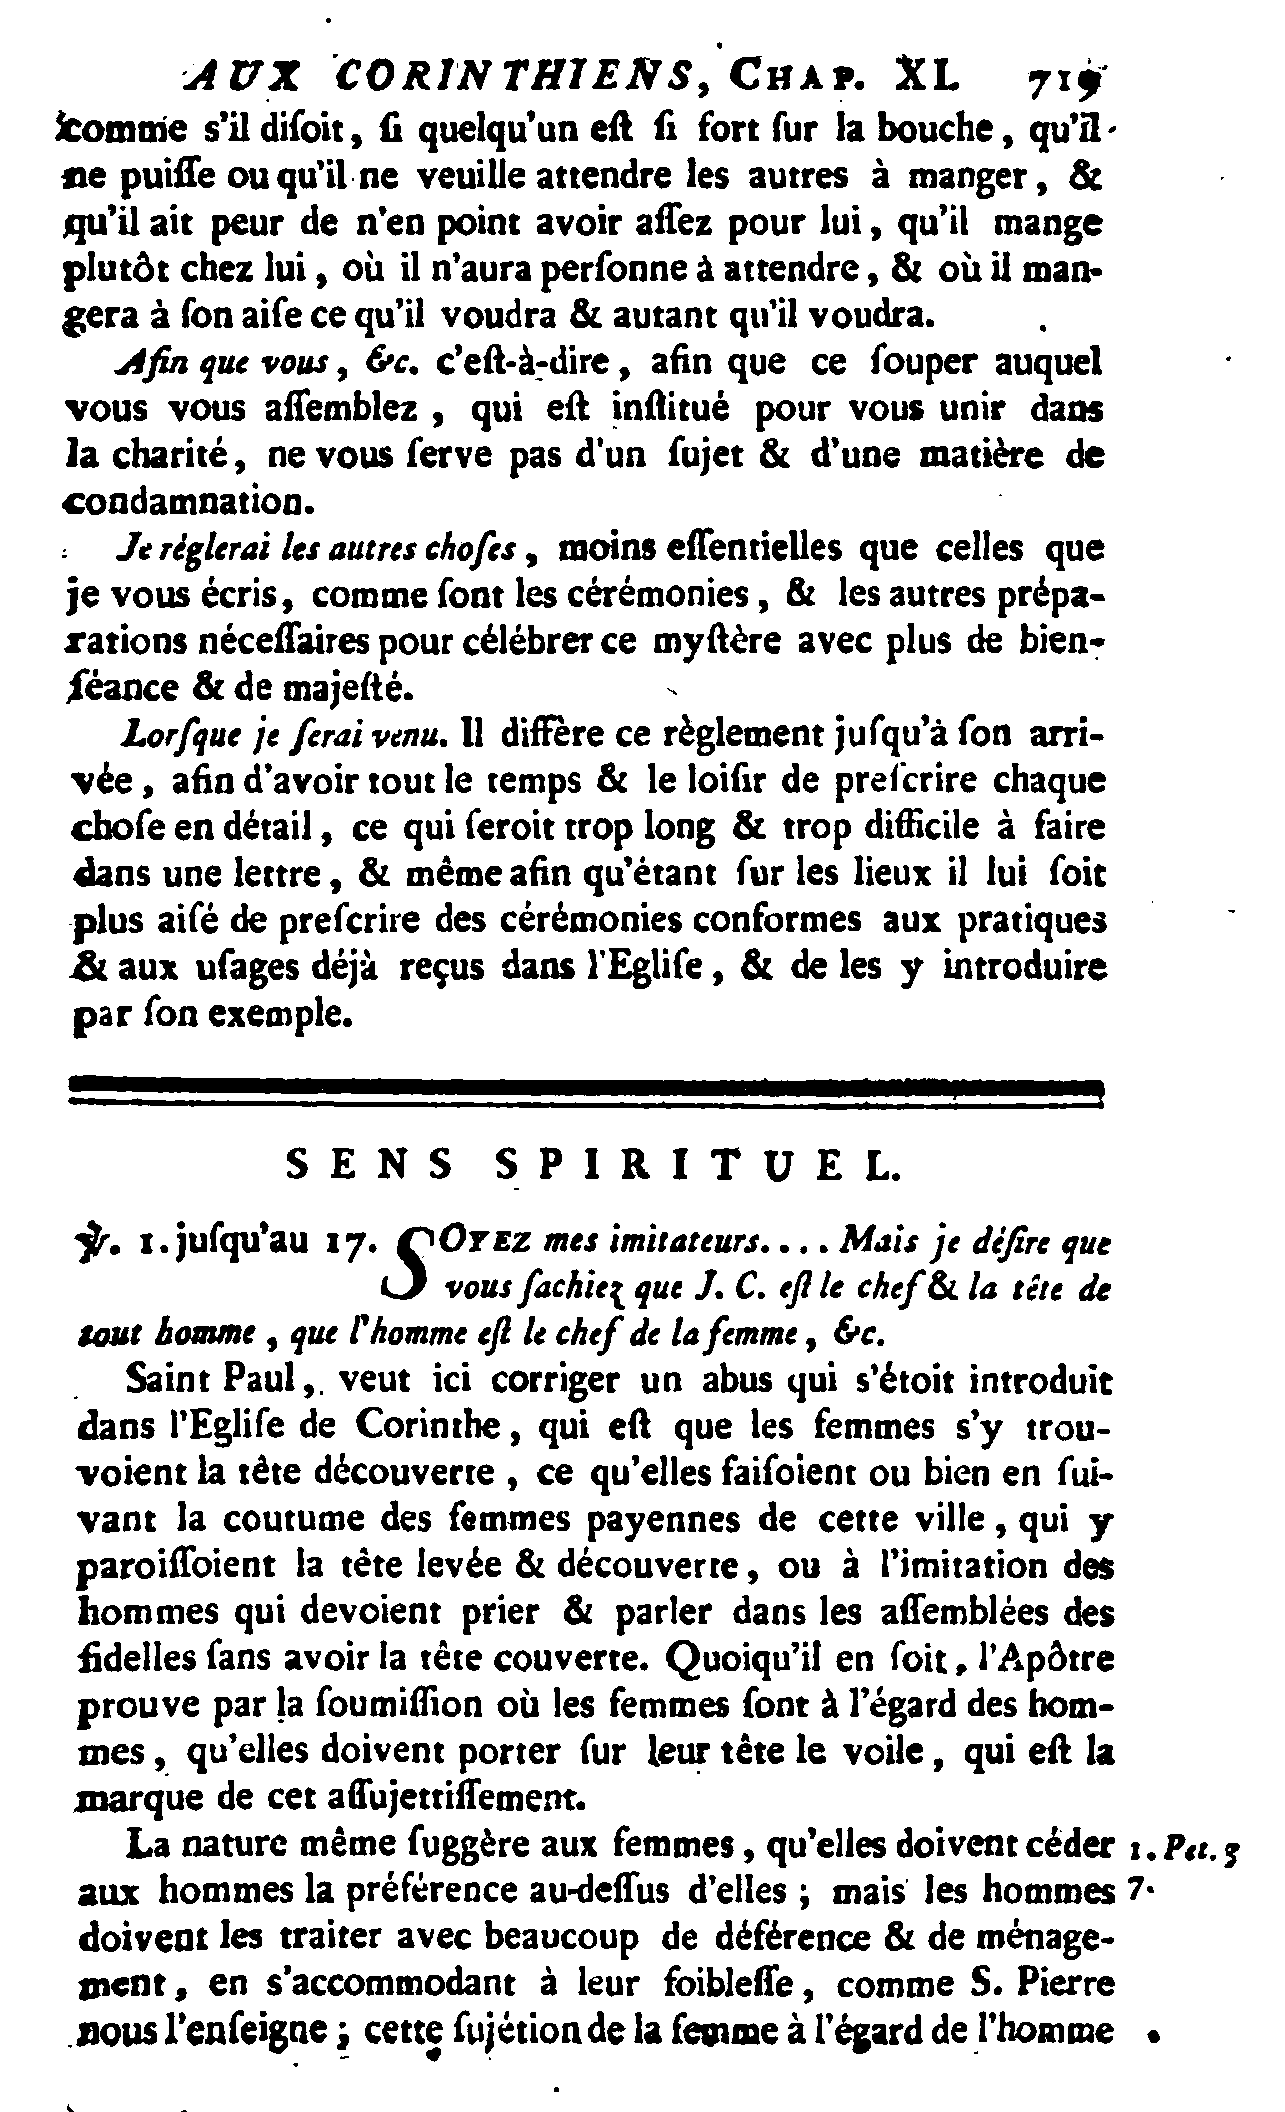 AUX CORINTHIENS, CHAP. XI. 719
comme s'il diſoit, ſi quelqu'un eſt ſi fort ſur la bouche, qu'il
ne puiſſe ou qu'il ne veuille attendre les autres à manger, &
qu'il ait peur de n'en point avoir aſſez pour lui, qu'il mange
plutôt chez lui, où il n'aura perſonne à attendre, & où il man-
gera à ſon aiſe ce qu'il voudra & autant qu'il voudra.
Afin que vous, &c. c'eſt-à-dire, afin que ce ſouper auquel
vous vous aſſemblez, qui eſt inſtitué pour vous unir dans
la charité, ne vous ſerve pas d'un ſujet & d'une matière de
condamnation.
Je réglerai les autres choſes, moins eſſentielles que celles que
je vous écris, comme ſont les cérémonies, & les autres prépa-
rations néceſſaires pour célébrer ce myſtère avec plus de bien-
ſéance & de majeſté.
Lorſque je ſerai venu. Il diffère ce règlement juſqu'à ſon arri-
vée, afin d'avoir tout le temps & le loiſir de preſcrire chaque
choſe en détail, ce qui ſeroit trop long & trop difficile à faire
dans une lettre, & même afin qu'étant ſur les lieux il lui ſoit
plus aiſé de preſcrire des cérémonies conformes aux pratiques
& aux uſages déjà reçus dans l'Egliſe, & de les y introduire
par ſon exemple.
SENS SPIRITUEL.
℣. 1. juſqu'au 17. SOYEZ mes imitateurs.... Mais je déſire que
vous ſachiez que J. C. eſt le chef & la tête de
tout homme, que l'homme eſt le chef de la femme, &c.
Saint Paul, veut ici corriger un abus qui s'étoit introduit
dans l'Egliſe de Corinthe, qui eſt que les femmes s'y trou-
voient la tête découverte, ce qu'elles faiſoient ou bien en ſui-
vant la coutume des femmes payennes de cette ville, qui y
paroiſſoient la tête levée & découverte, ou à l'imitation des
hommes qui devoient prier & parler dans les aſſemblées des
fidelles ſans avoir la tête couverte. Quoiqu'il en ſoit, l'Apôtre
prouve par la ſoumiſſion où les femmes ſont à l'égard des hom-
mes, qu'elles doivent porter ſur leur tête le voile, qui eſt la
marque de cet aſſujettiſſement.
La nature même ſuggère aux femmes, qu'elles doivent céder 1. Pet. 3
aux hommes la préférence au-deſſus d'elles; mais les hommes 7.
doivent les traiter avec beaucoup de déférence & de ménage-
ment, en s'accommodant à leur foibleſſe, comme S. Pierre
nous l'enſeigne; cette ſujétion de la femme à l'égard de l'homme